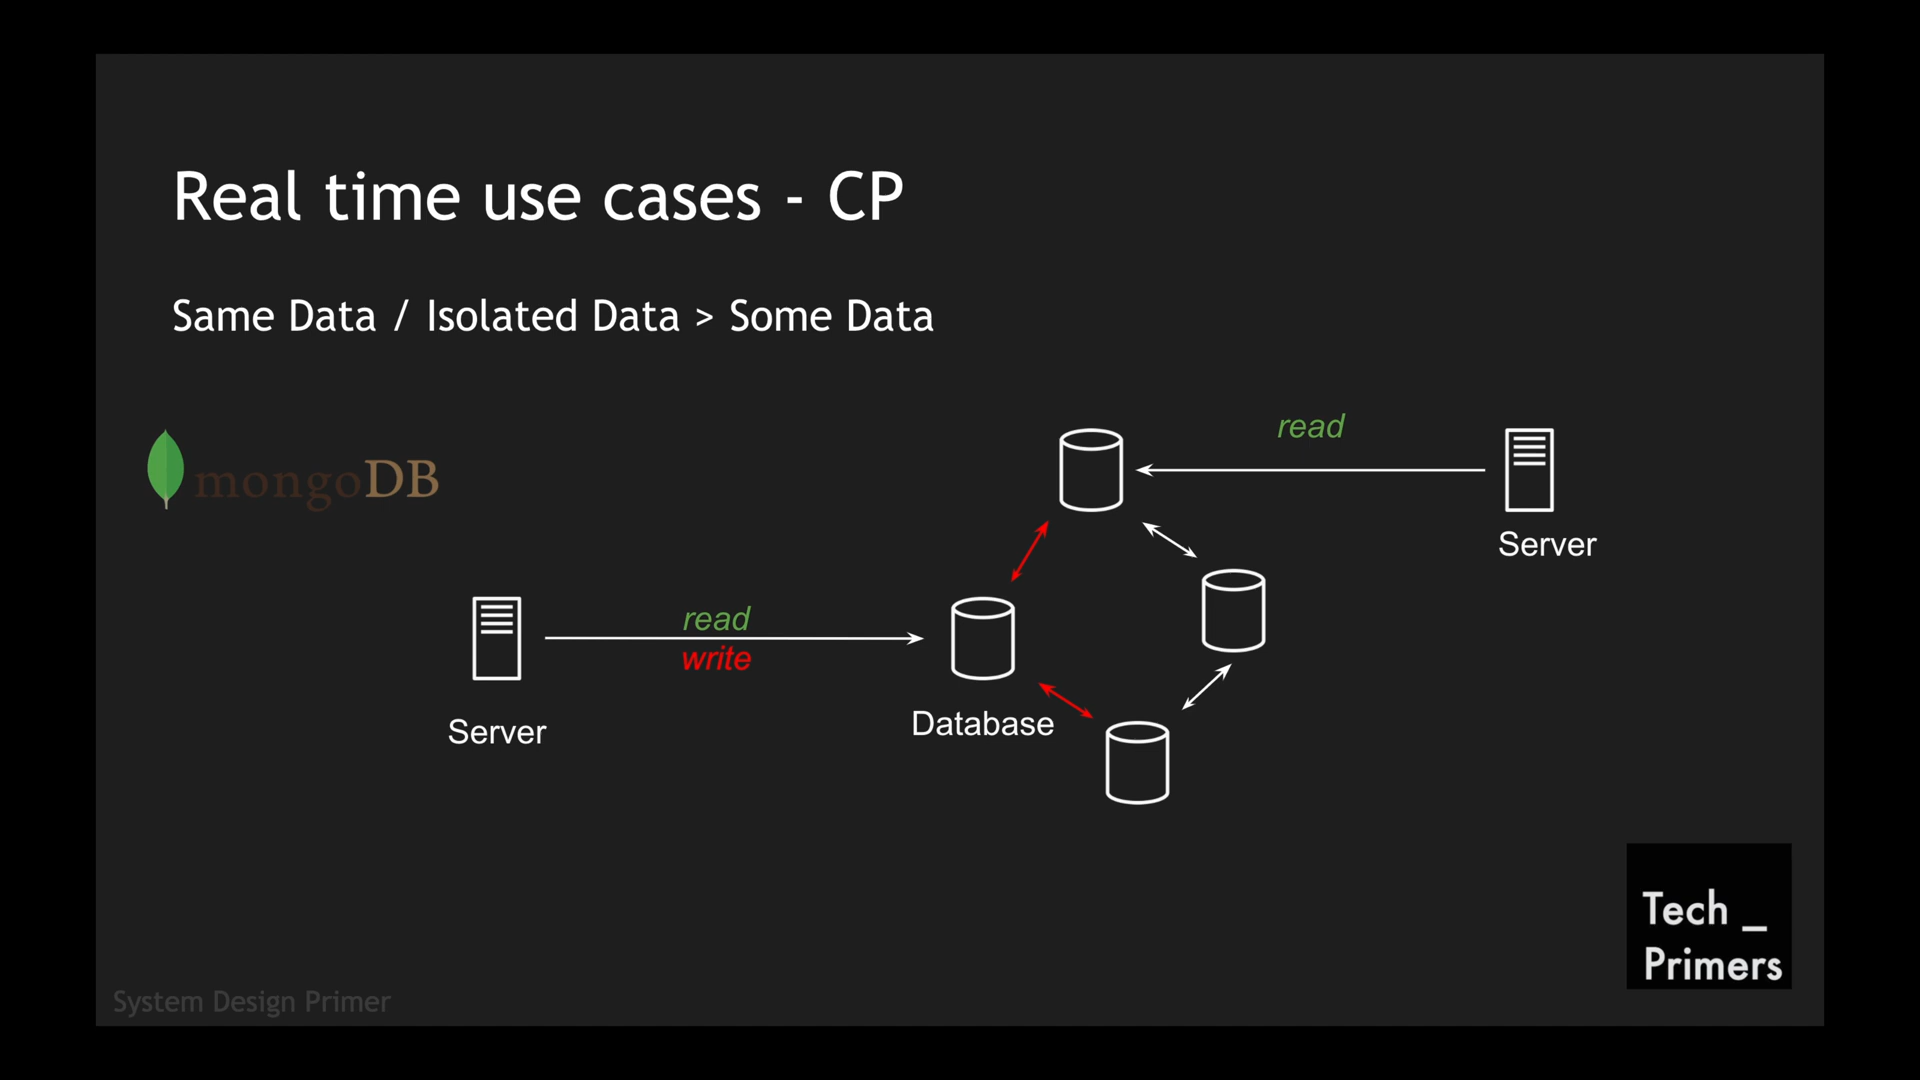 Real time use cases - CP
Same Data / Isolated Data > Some Data
mongoDB
read
Server
read
write
Server
Database
Tech _
Primers
System Design Primer